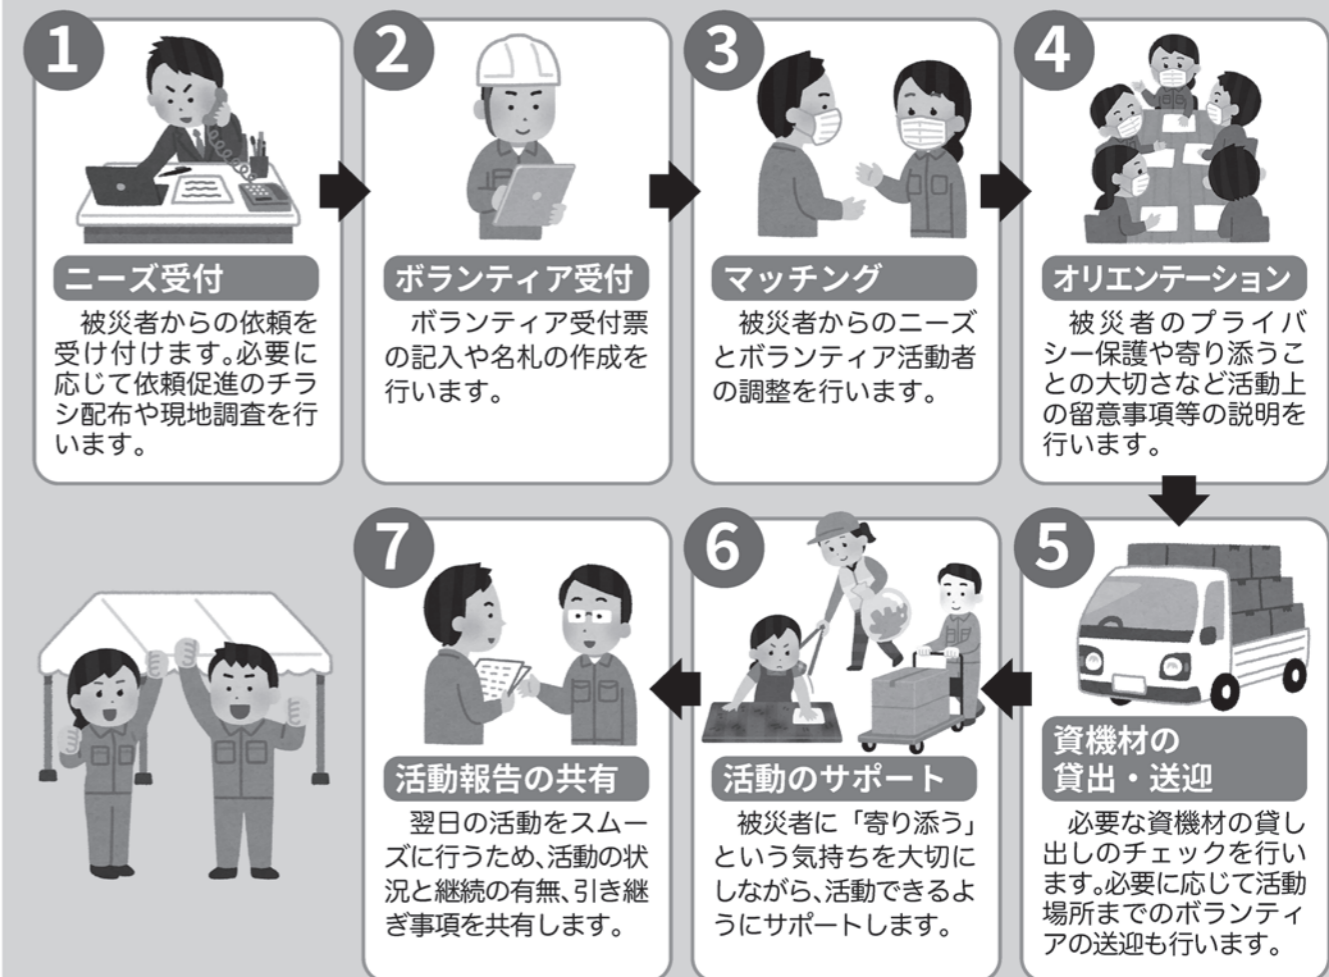 1
ニーズ受付
被災者からの依頼を
受け付けます。必要に
応じて依頼促進のチラ
シ配布や現地調査を行
います。
2
ボランティア受付
ボランティア受付票
の記入や名札の作成を
行います。
3
マッチング
被災者からのニーズ
とボランティア活動者
の調整を行います。
4
オリエンテーション
被災者のプライバ
シー保護や寄り添うこ
との大切さなど活動上
の留意事項等の説明を
行います。
5
資機材の
貸出・送迎
必要な資機材の貸し
出しのチェックを行い
ます。必要に応じて活動
場所までのボランティ
アの送迎も行います。
6
活動のサポート
被災者に「寄り添う」
という気持ちを大切に
しながら、活動できるよ
うにサポートします。
7
活動報告の共有
翌日の活動をスムー
ズに行うため、活動の状
況と継続の有無、引き継
ぎ事項を共有します。